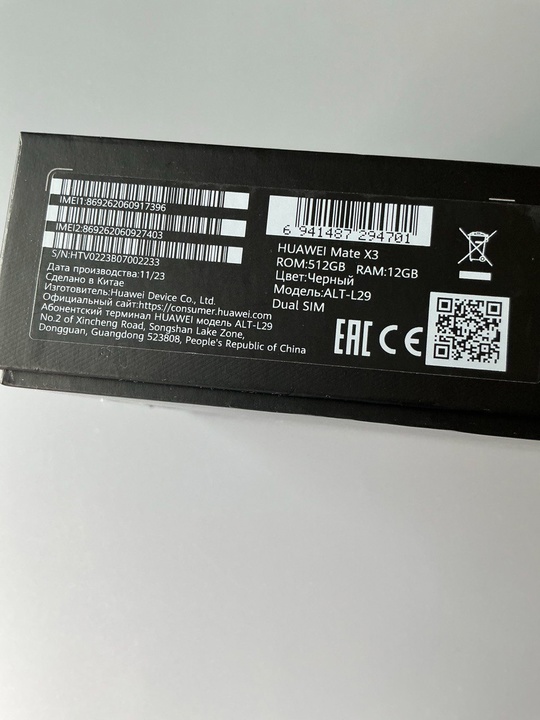 IMEI1:869262060917396
IMEI2:869262060927403
S/N:HTV0223B07002233
Дата производства:11/23
Сделано в Китае
Изготовитель:Huawei Device Co., Ltd.
Официальный сайт:https://consumer.huawei.com
Абонентский терминал HUAWEI модель ALT-L29
No.2 of Xincheng Road, Songshan Lake Zone,
Dongguan, Guangdong 523808, People's Republic of China
6 941487 294701
HUAWEI Mate X3
ROM:512GB RAM:12GB
Цвет:Черный
Модель:ALT-L29
Dual SIM
EAC CE